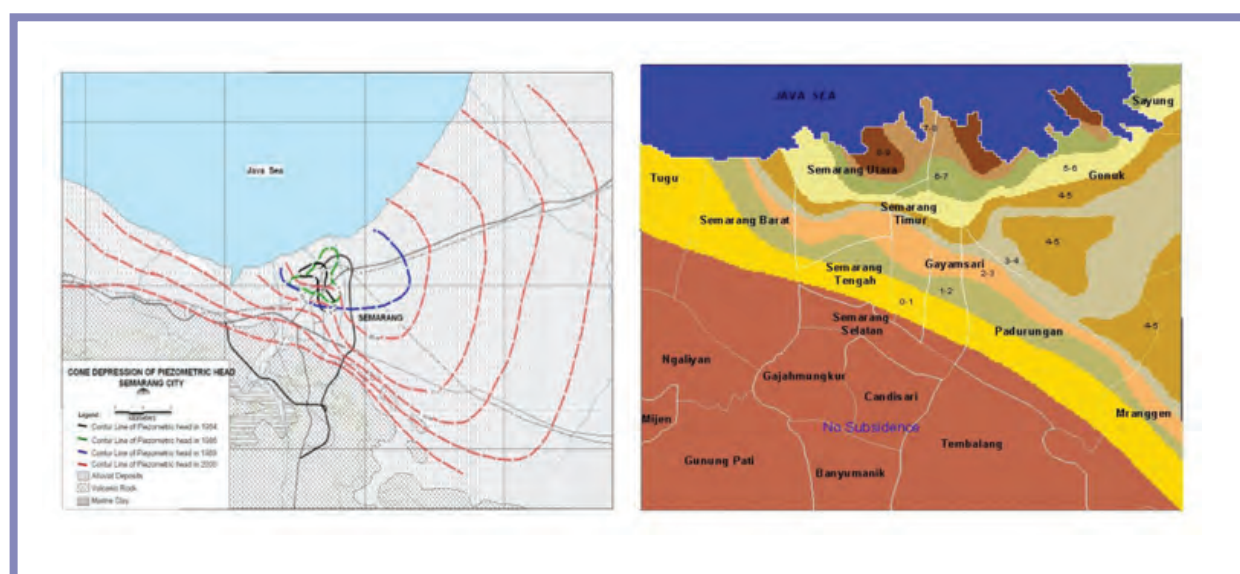 Java Sea
SEMARANG
CONE DEPRESSION OF PIEZOMETRIC HEAD
SEMARANG CITY
Legend:
Contur Line of Piezometric head in 1984
Contur Line of Piezometric head in 1986
Contur Line of Piezometric head in 1989
Contur Line of Piezometric head in 2000
Alluvial Deposits
Volcanic Rock
Marine Clay
JAVA SEA
Sayung
7-8
8-9
Semarang Utara
6-7
5-6
Genuk
Tugu
4-5
Semarang Barat
Semarang
Timur
4-5
3-4
Gayamsari
2-3
Semarang
Tengah
1-2
0-1
4-5
Padurungan
Semarang
Selatan
Ngaliyan
Gajahmungkur
Candisari
Mranggen
Mijen
No Subsidence
Tembalang
Gunung Pati
Banyumanik